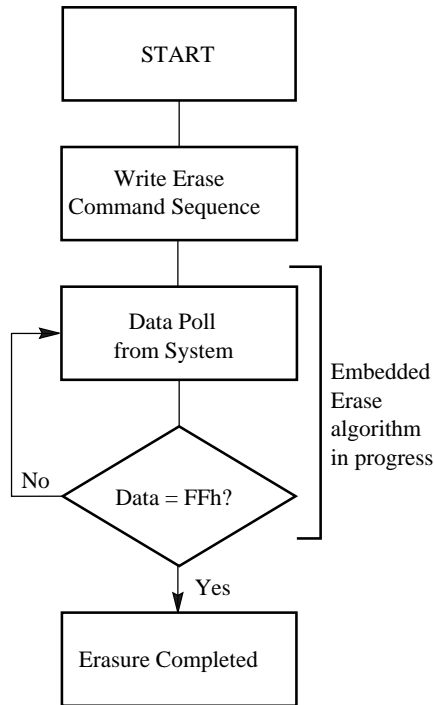 START
Write Erase
Command Sequence
Data Poll
from System
Embedded
Erase
algorithm
in progress
No
Data = FFh?
Yes
Erasure Completed